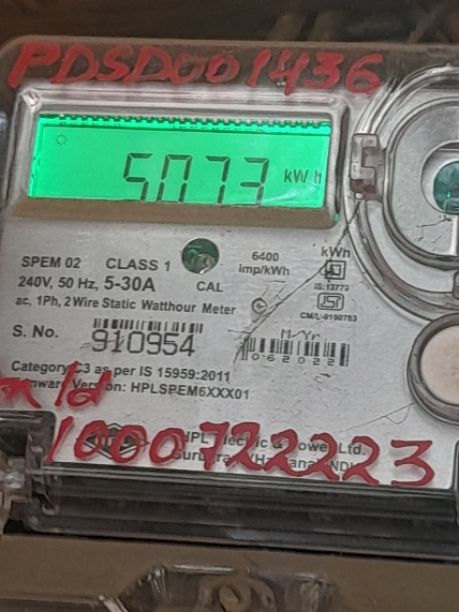 PDSD001436
5073 kWh
SPEM 02 CLASS 1 6400 imp/kWh kWh
240V, 50 Hz, 5-30A CAL IS: 13779
ac, 1Ph, 2 Wire Static Watthour Meter
CM/L-9190783
S. No. 910954 M/Yr. 062022
Category C3 as per IS 15959:2011
Version: HPLSPEM6XXX01
1000722223
HPL Electric & Power Ltd.